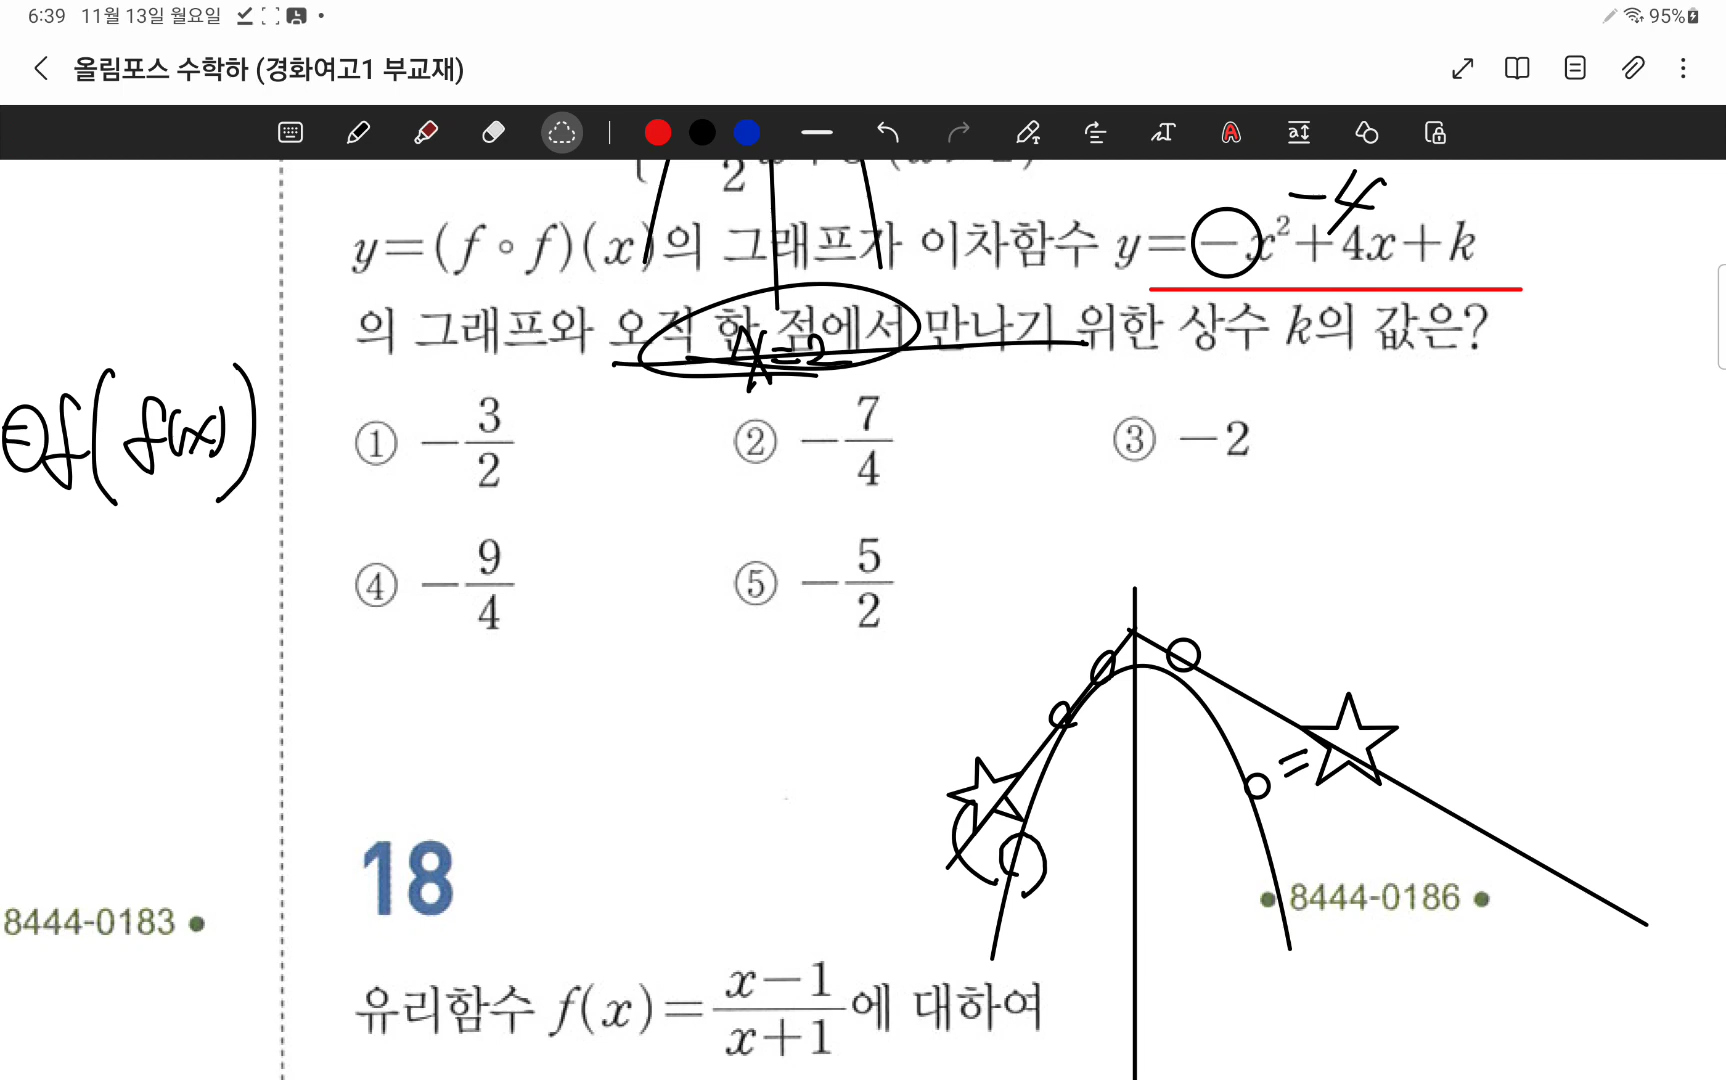 6:39 11월 13일 월요일 95%
올림포스 수학하 (경화여고1 부교재)
2
-4
y=(f∘f)(x)의 그래프가 이차함수 y=-x²+4x+k
의 그래프와 오직 한 점에서 만나기 위한 상수 k의 값은?
x=2
=f(f(x))
① -3/2 ② -7/4 ③ -2
④ -9/4 ⑤ -5/2
18
8444-0183 ● ● 8444-0186 ●
유리함수 f(x)=(x-1)/(x+1)에 대하여